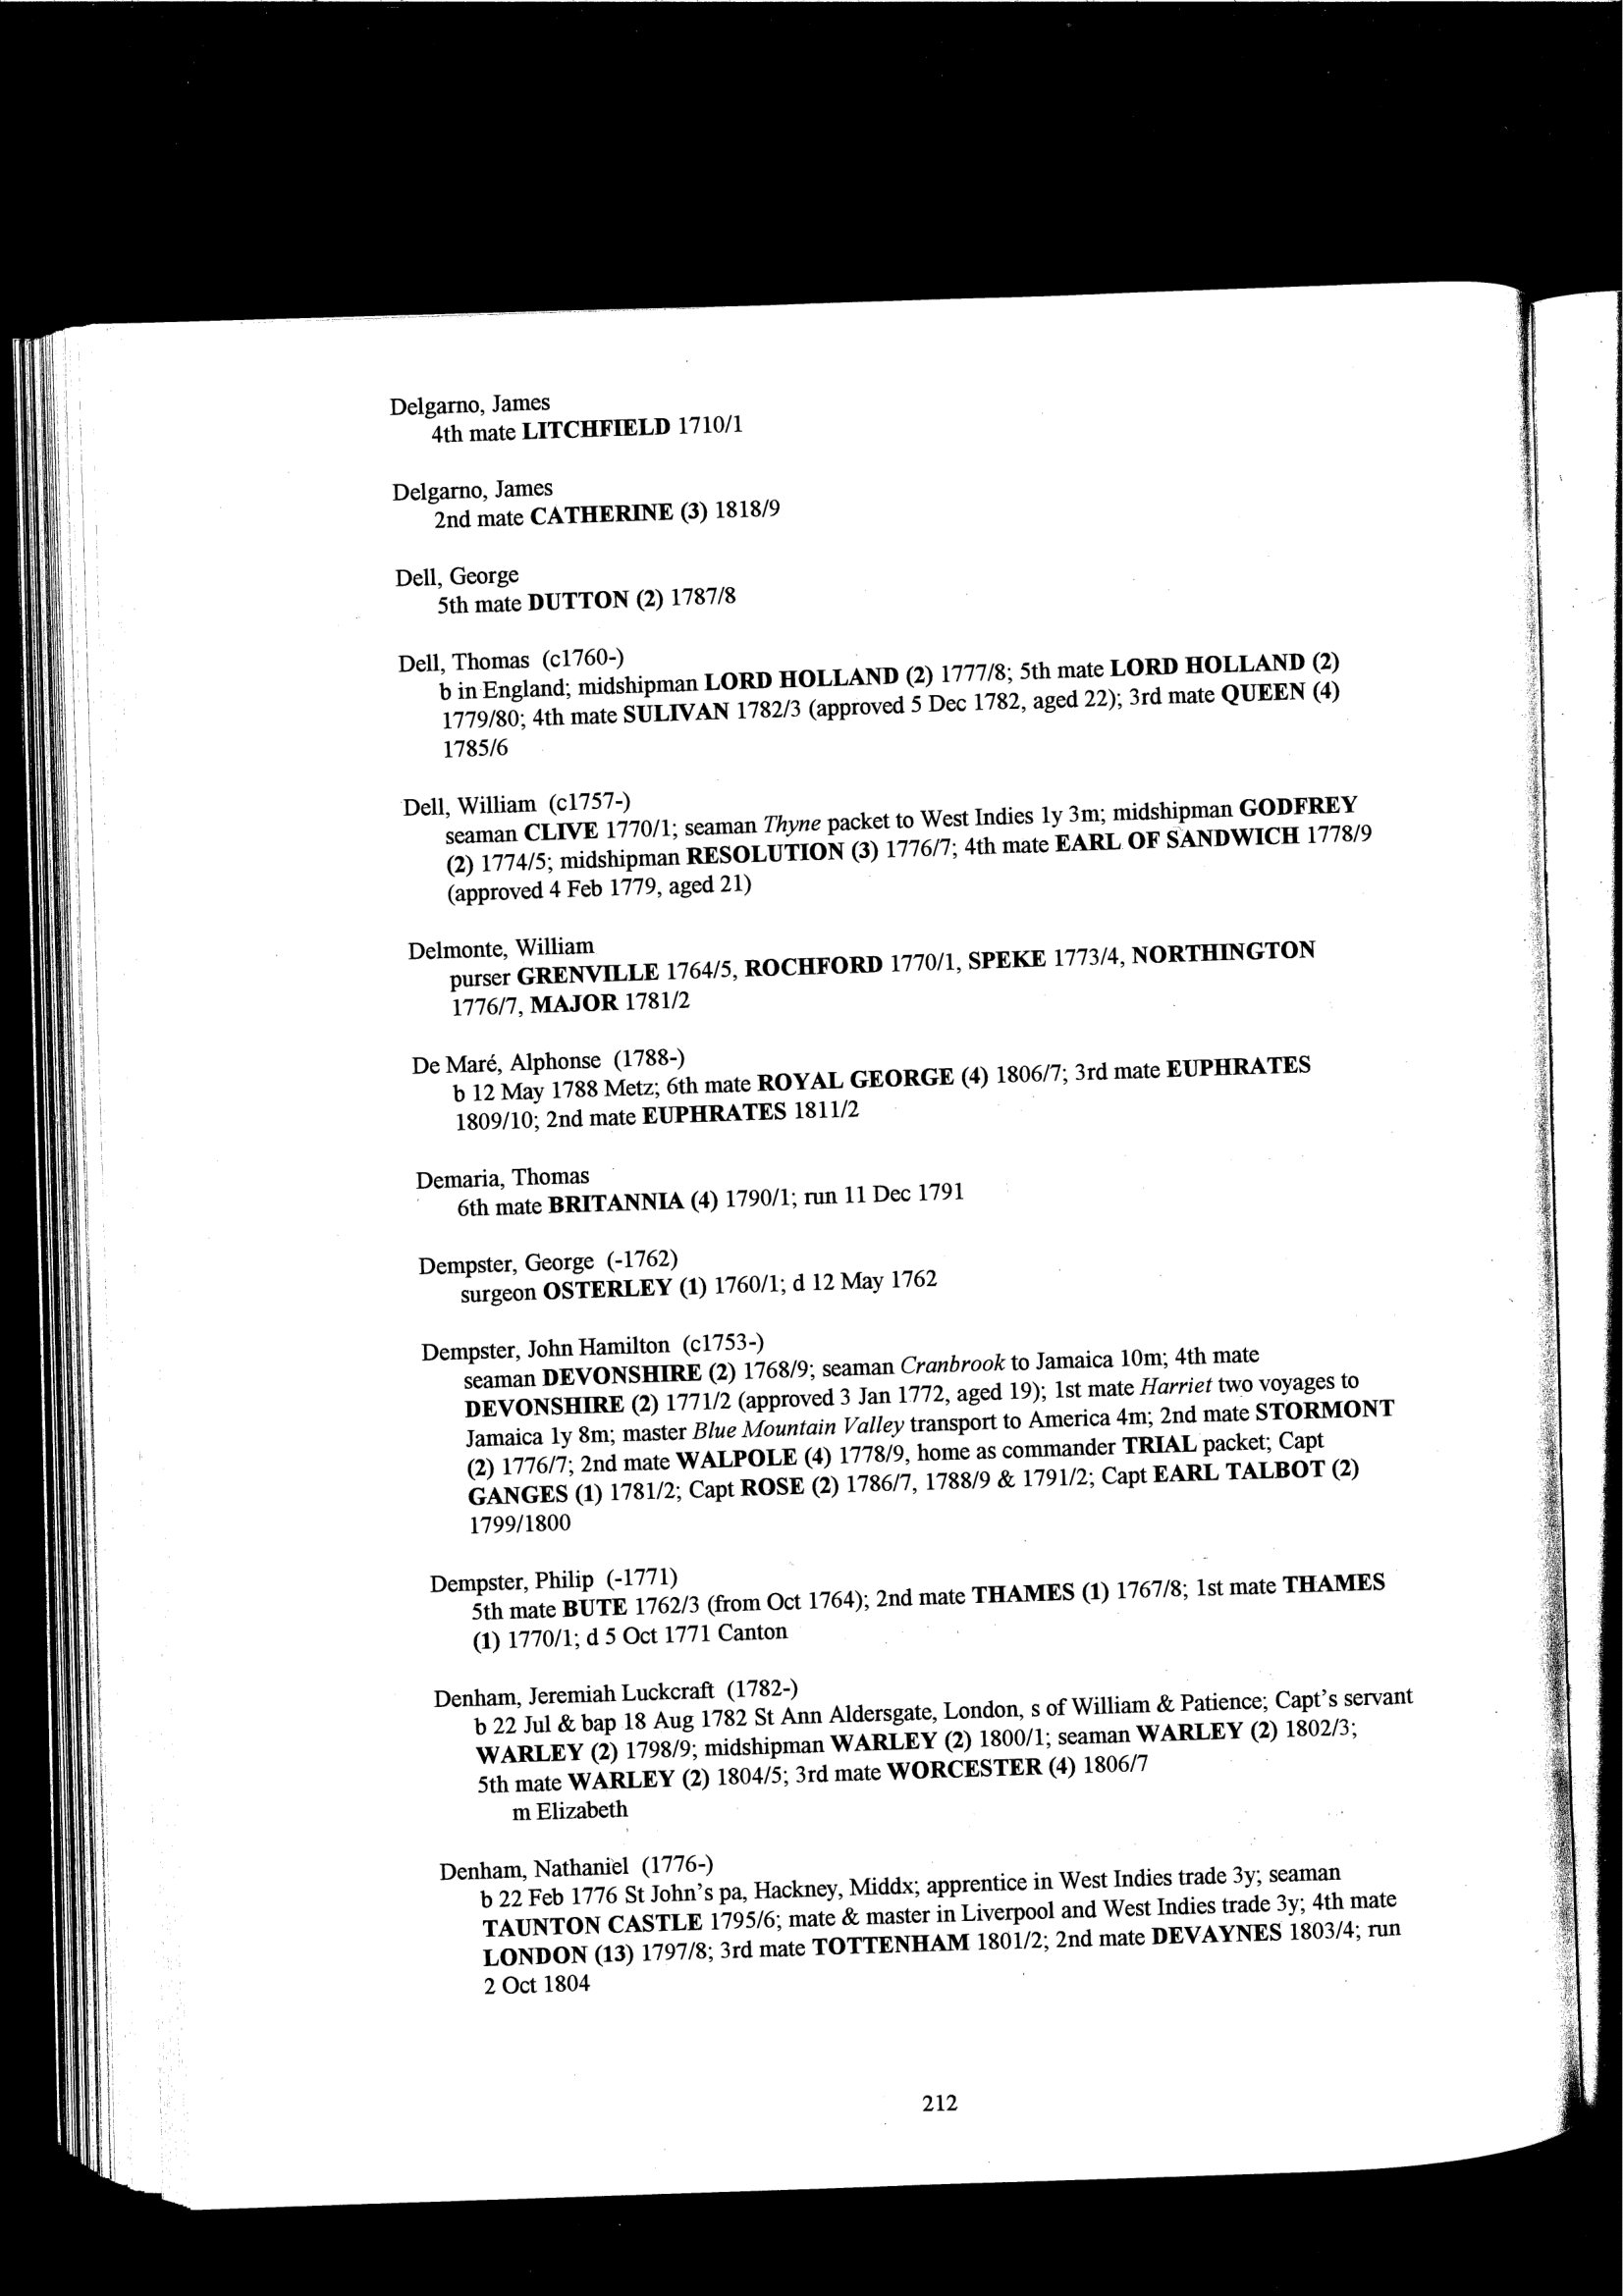 Delgarno, James
4th mate LITCHFIELD 1710/1
Delgarno, James
2nd mate CATHERINE (3) 1818/9
Dell, George
5th mate DUTTON (2) 1787/8
Dell, Thomas (c1760-)
b in England; midshipman LORD HOLLAND (2) 1777/8; 5th mate LORD HOLLAND (2)
1779/80; 4th mate SULIVAN 1782/3 (approved 5 Dec 1782, aged 22); 3rd mate QUEEN (4)
1785/6
Dell, William (c1757-)
seaman CLIVE 1770/1; seaman Thyne packet to West Indies 1y 3m; midshipman GODFREY
(2) 1774/5; midshipman RESOLUTION (3) 1776/7; 4th mate EARL OF SANDWICH 1778/9
(approved 4 Feb 1779, aged 21)
Delmonte, William
purser GRENVILLE 1764/5, ROCHFORD 1770/1, SPEKE 1773/4, NORTHINGTON
1776/7, MAJOR 1781/2
De Maré, Alphonse (1788-)
b 12 May 1788 Metz; 6th mate ROYAL GEORGE (4) 1806/7; 3rd mate EUPHRATES
1809/10; 2nd mate EUPHRATES 1811/2
Demaria, Thomas
6th mate BRITANNIA (4) 1790/1; run 11 Dec 1791
Dempster, George (-1762)
surgeon OSTERLEY (1) 1760/1; d 12 May 1762
Dempster, John Hamilton (c1753-)
seaman DEVONSHIRE (2) 1768/9; seaman Cranbrook to Jamaica 10m; 4th mate
DEVONSHIRE (2) 1771/2 (approved 3 Jan 1772, aged 19); 1st mate Harriet two voyages to
Jamaica 1y 8m; master Blue Mountain Valley transport to America 4m; 2nd mate STORMONT
(2) 1776/7; 2nd mate WALPOLE (4) 1778/9, home as commander TRIAL packet; Capt
GANGES (1) 1781/2; Capt ROSE (2) 1786/7, 1788/9 & 1791/2; Capt EARL TALBOT (2)
1799/1800
Dempster, Philip (-1771)
5th mate BUTE 1762/3 (from Oct 1764); 2nd mate THAMES (1) 1767/8; 1st mate THAMES
(1) 1770/1; d 5 Oct 1771 Canton
Denham, Jeremiah Luckcraft (1782-)
b 22 Jul & bap 18 Aug 1782 St Ann Aldersgate, London, s of William & Patience; Capt's servant
WARLEY (2) 1798/9; midshipman WARLEY (2) 1800/1; seaman WARLEY (2) 1802/3;
5th mate WARLEY (2) 1804/5; 3rd mate WORCESTER (4) 1806/7
m Elizabeth
Denham, Nathaniel (1776-)
b 22 Feb 1776 St John's pa, Hackney, Middx; apprentice in West Indies trade 3y; seaman
TAUNTON CASTLE 1795/6; mate & master in Liverpool and West Indies trade 3y; 4th mate
LONDON (13) 1797/8; 3rd mate TOTTENHAM 1801/2; 2nd mate DEVAYNES 1803/4; run
2 Oct 1804
212